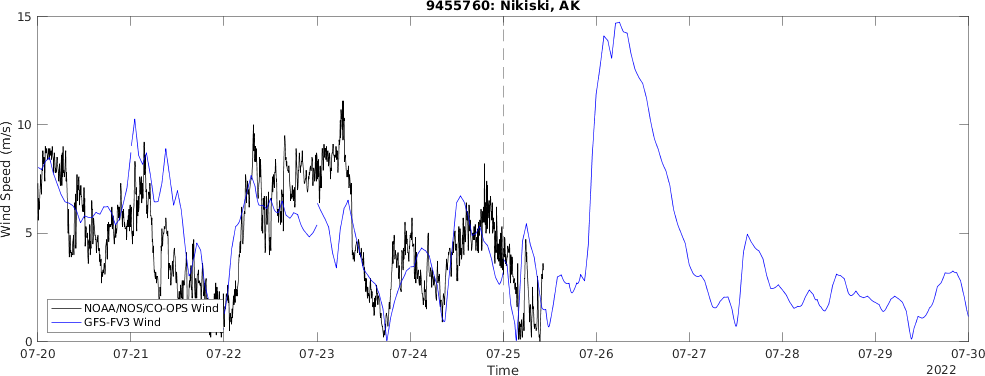 9455760: Nikiski, AK
15
10
5
0
Wind Speed (m/s)
NOAA/NOS/CO-OPS Wind
GFS-FV3 Wind
07-20 07-21 07-22 07-23 07-24 07-25 07-26 07-27 07-28 07-29 07-30
Time
2022